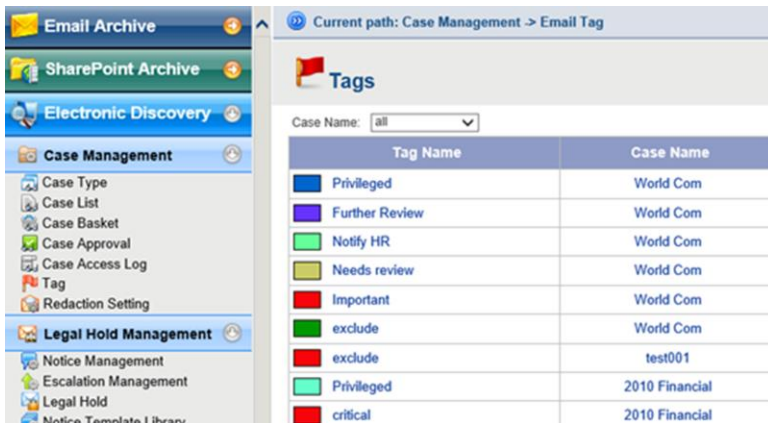 Email Archive
SharePoint Archive
Electronic Discovery
Case Management
Case Type
Case List
Case Basket
Case Approval
Case Access Log
Tag
Redaction Setting
Legal Hold Management
Notice Management
Escalation Management
Legal Hold
Notice Template Library
Current path: Case Management -> Email Tag
Tags
Case Name: all
Tag Name Case Name
Privileged World Com
Further Review World Com
Notify HR World Com
Needs review World Com
Important World Com
exclude World Com
exclude test001
Privileged 2010 Financial
critical 2010 Financial